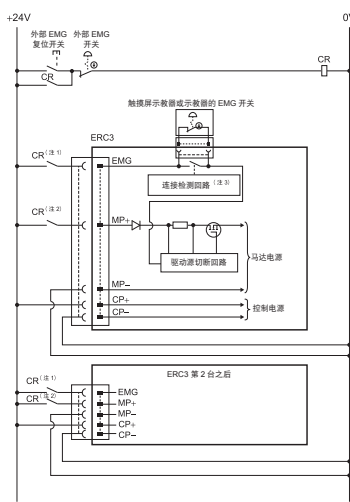 +24V
0V
外部 EMG
复位开关
外部 EMG
开关
CR
CR
触摸屏示教器或示教器的 EMG 开关
ERC3
CR（注 1）
EMG
连接检测回路（注 3）
CR（注 2）
MP+
驱动源切断回路
马达电源
MP−
CP+
CP−
控制电源
ERC3 第 2 台之后
CR（注 1）
CR（注 2）
EMG
MP+
MP−
CP+
CP−